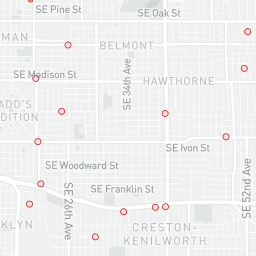 SE Pine St
SE Oak St
MAN
BELMONT
SE Madison St
SE 34th Ave
HAWTHORNE
ADD'S
DITION
SE Ivon St
SE Woodward St
SE Franklin St
SE 26th Ave
SE 52nd Ave
KLYN
CRESTON-
KENILWORTH